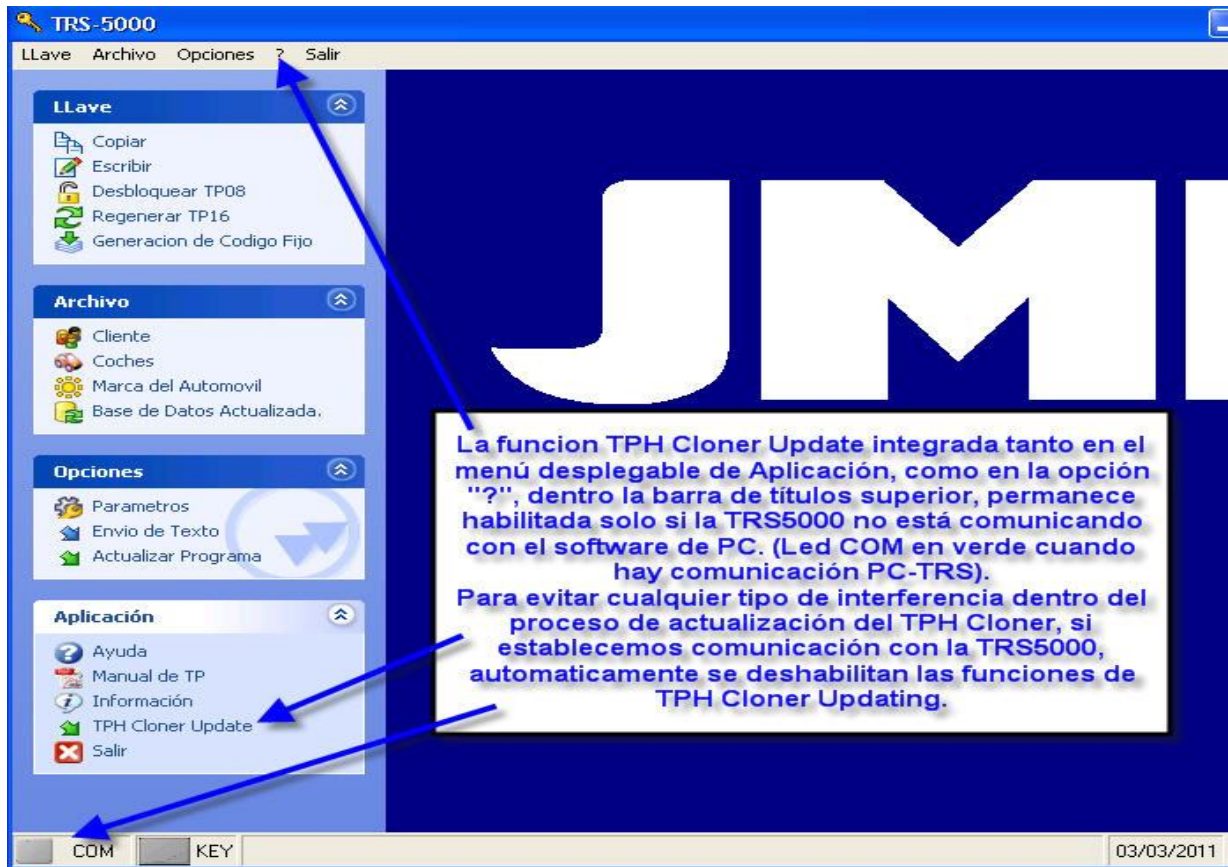 TRS-5000
LLave Archivo Opciones ? Salir
LLave
Copiar
Escribir
Desbloquear TP08
Regenerar TP16
Generacion de Codigo Fijo
Archivo
Cliente
Coches
Marca del Automovil
Base de Datos Actualizada.
Opciones
Parametros
Envio de Texto
Actualizar Programa
Aplicación
Ayuda
Manual de TP
Información
TPH Cloner Update
Salir
JM
La funcion TPH Cloner Update integrada tanto en el
menú desplegable de Aplicación, como en la opción
"?", dentro la barra de títulos superior, permanece
habilitada solo si la TRS5000 no está comunicando
con el software de PC. (Led COM en verde cuando
hay comunicación PC-TRS).
Para evitar cualquier tipo de interferencia dentro del
proceso de actualización del TPH Cloner, si
establecemos comunicación con la TRS5000,
automaticamente se deshabilitan las funciones de
TPH Cloner Updating.
COM KEY 03/03/2011